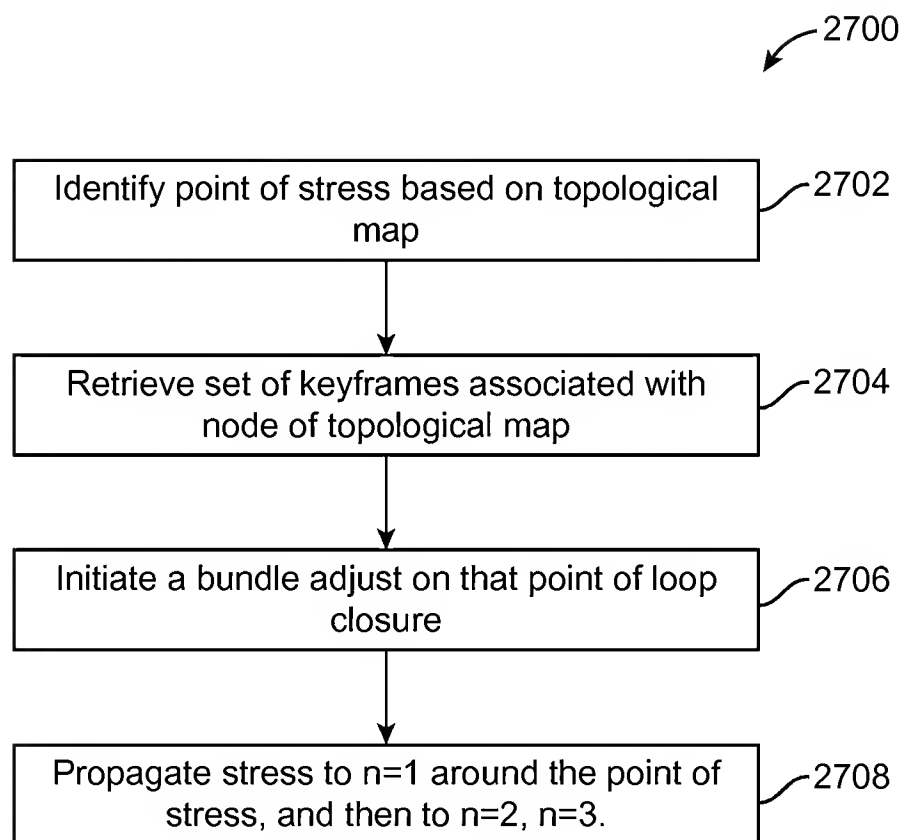 2700
Identify point of stress based on topological
map
2702
Retrieve set of keyframes associated with
node of topological map
2704
Initiate a bundle adjust on that point of loop
closure
2706
Propagate stress to n=1 around the point of
stress, and then to n=2, n=3.
2708